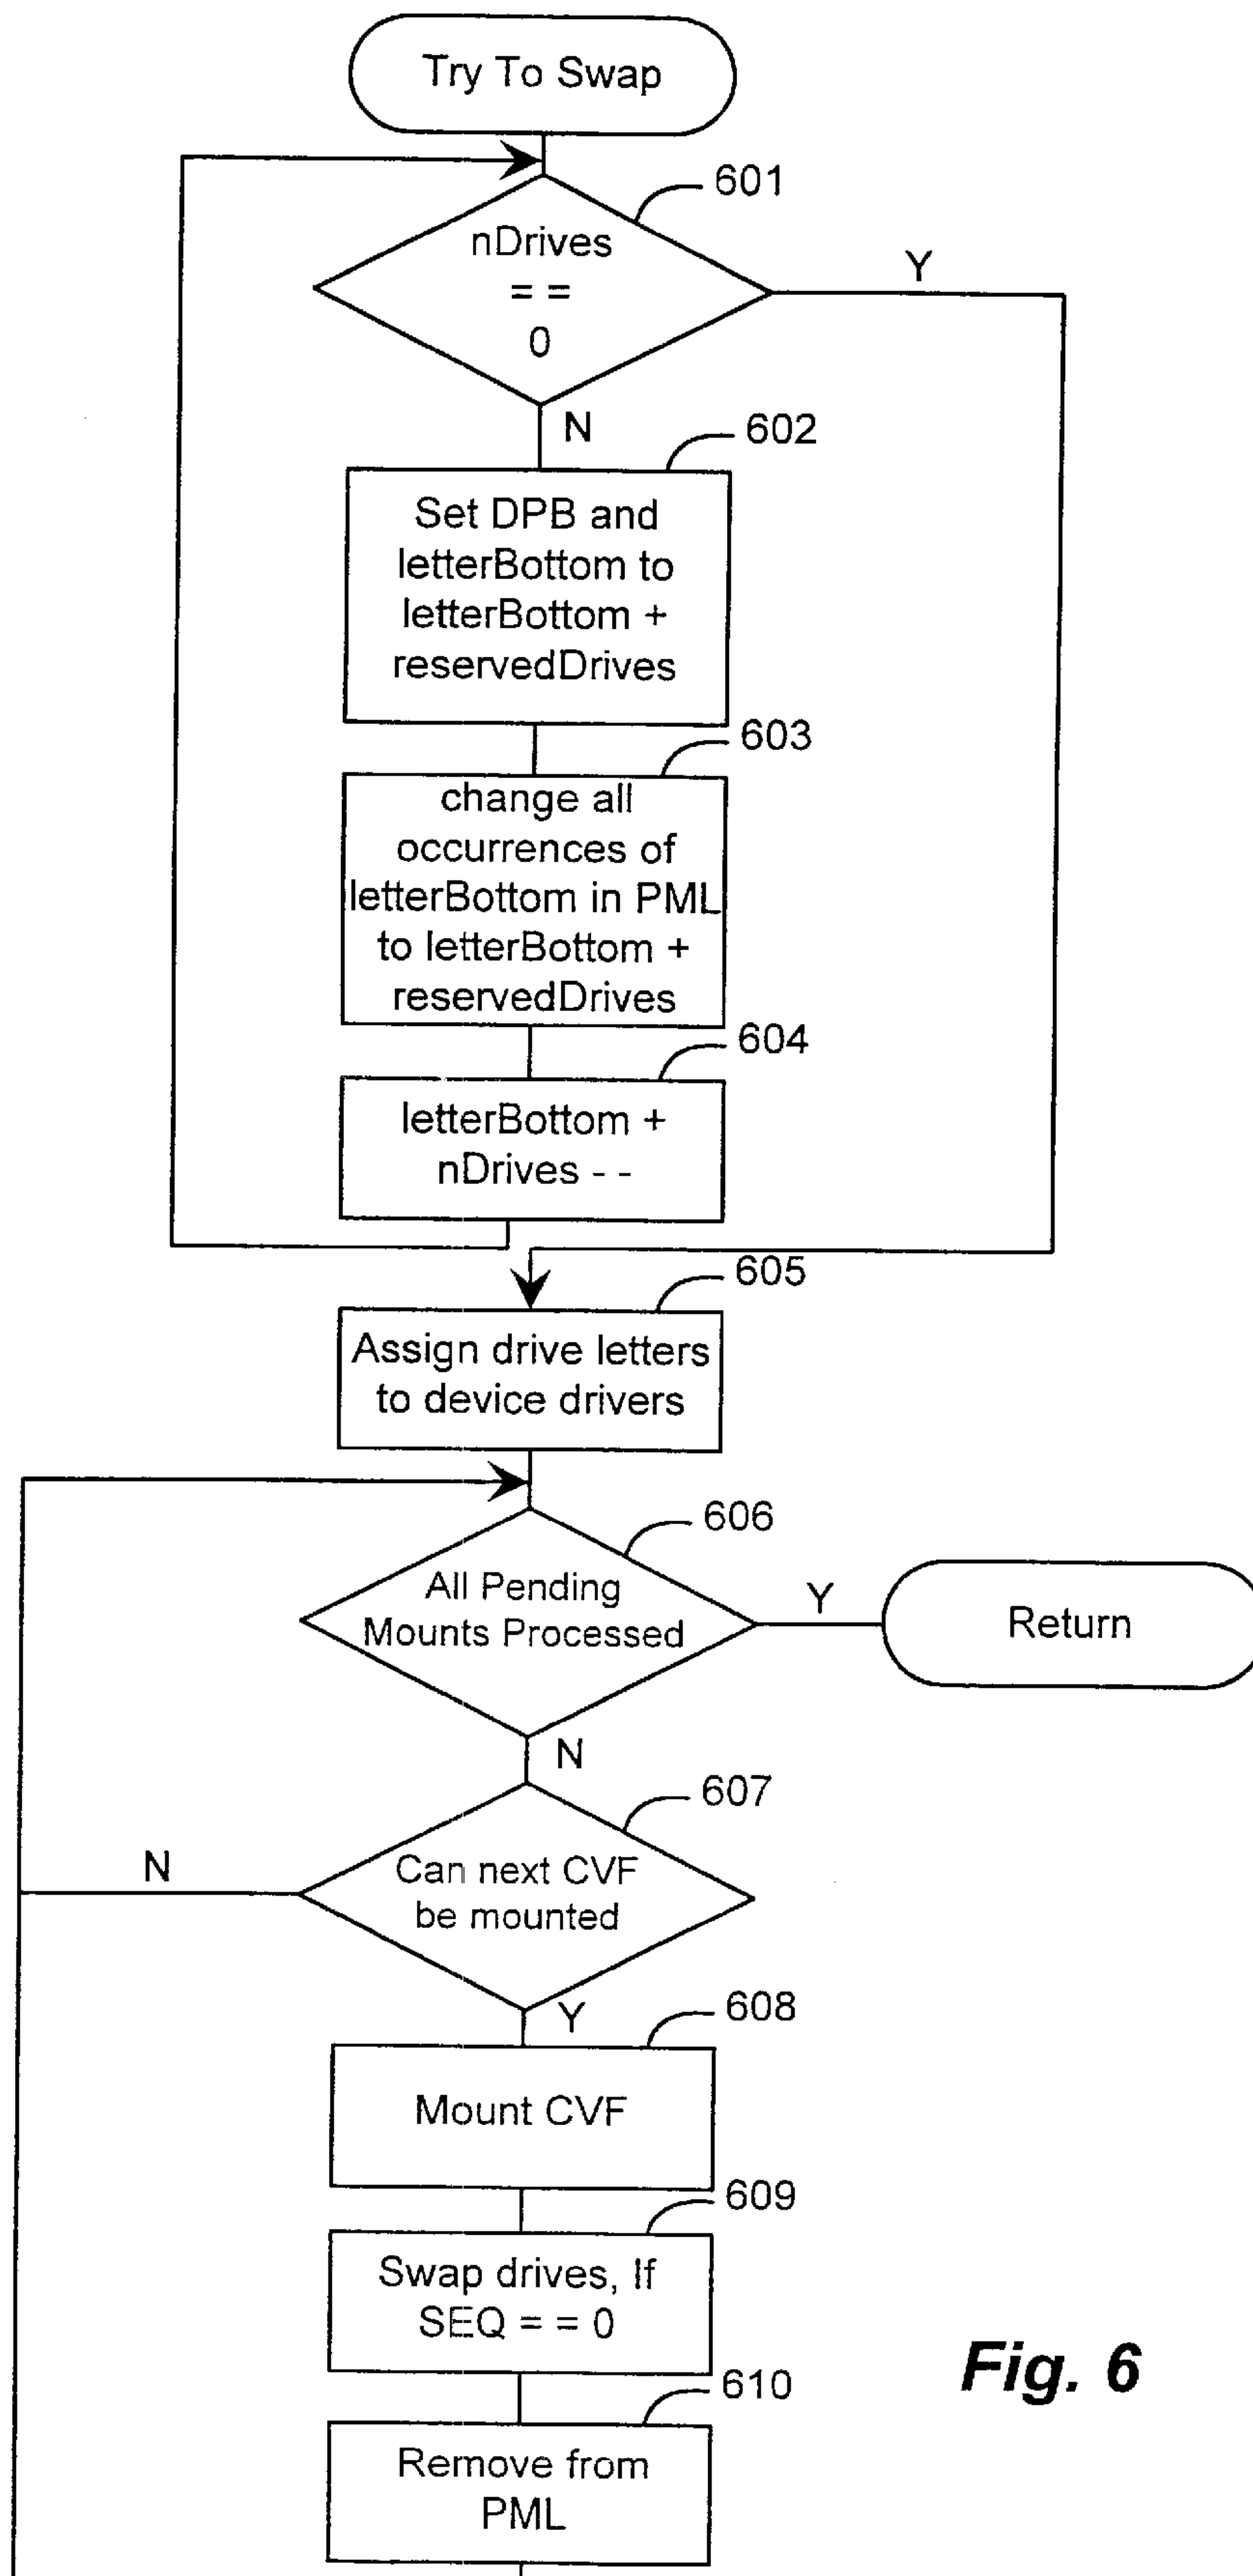 Try To Swap
601
nDrives
= =
0
Y
N
602
Set DPB and
letterBottom to
letterBottom +
reservedDrives
603
change all
occurrences of
letterBottom in PML
to letterBottom +
reservedDrives
604
letterBottom +
nDrives - -
605
Assign drive letters
to device drivers
606
All Pending
Mounts Processed
Y
Return
N
607
Can next CVF
be mounted
N
Y
608
Mount CVF
609
Swap drives, If
SEQ = = 0
610
Remove from
PML
Fig. 6